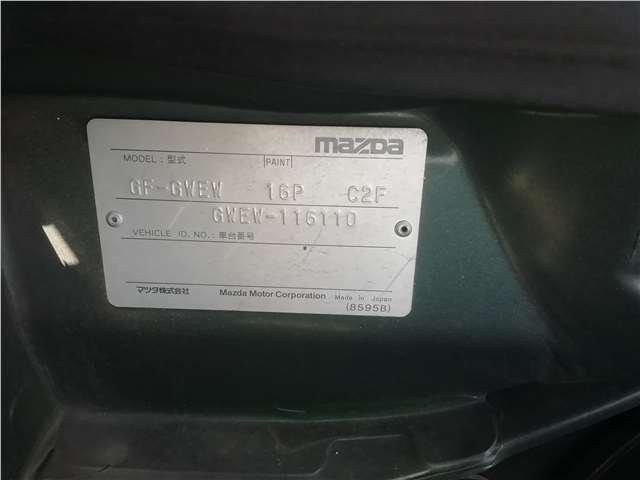 mazda
MODEL : 型式 PAINT
GF-GWEW 16P C2F
GWEW-116110
VEHICLE ID. NO. : 車台番号
マツダ株式会社 Mazda Motor Corporation Made in Japan
(8595B)